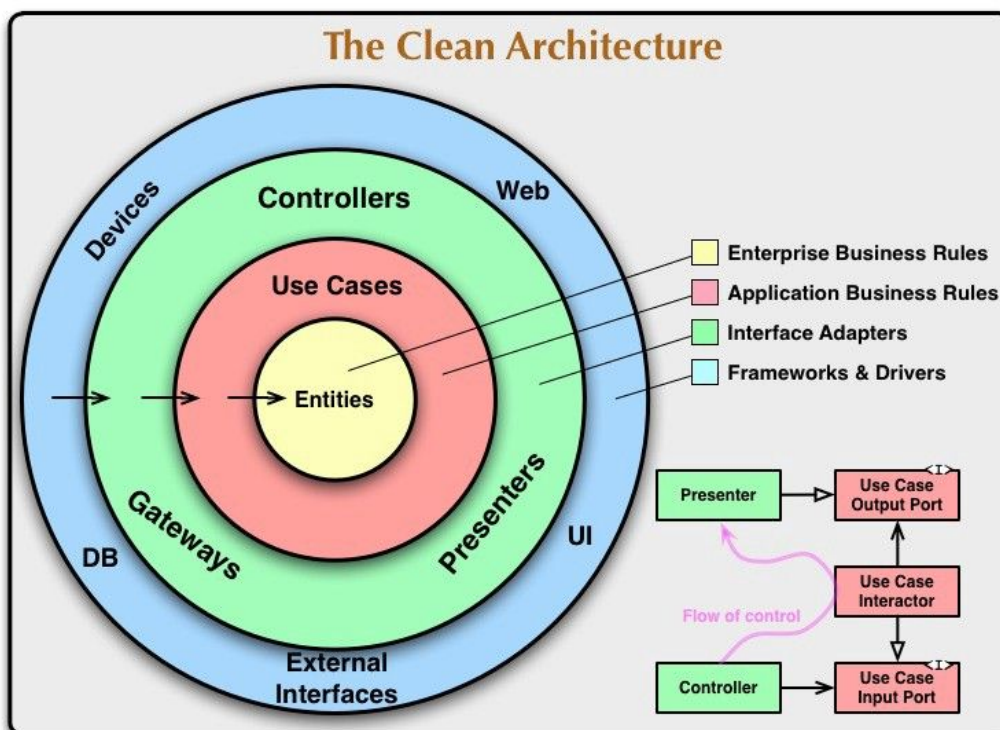 The Clean Architecture
Devices
Controllers
Web
Use Cases
Entities
Gateways
Presenters
DB
UI
External
Interfaces
Enterprise Business Rules
Application Business Rules
Interface Adapters
Frameworks & Drivers
Presenter
<I>
Use Case
Output Port
Flow of control
Use Case
Interactor
Controller
<I>
Use Case
Input Port